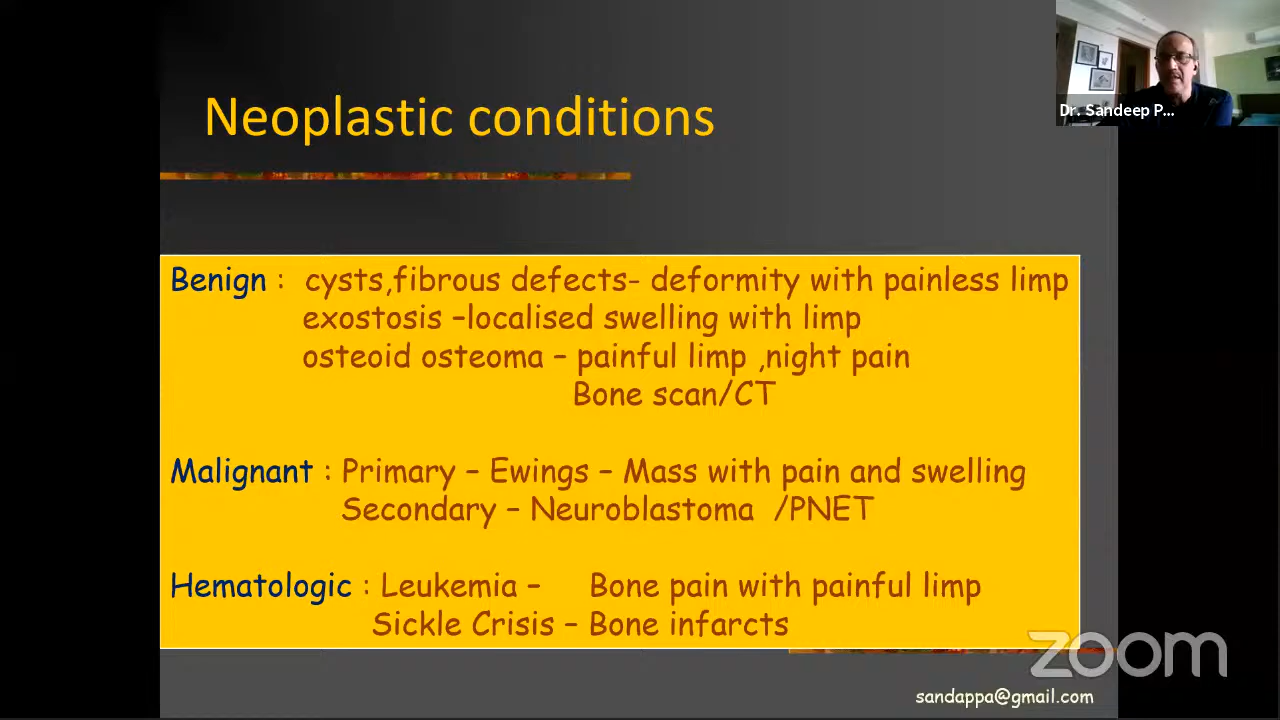 Neoplastic conditions
Dr. Sandeep P...
Benign : cysts,fibrous defects- deformity with painless limp
exostosis –localised swelling with limp
osteoid osteoma – painful limp ,night pain
Bone scan/CT
Malignant : Primary – Ewings – Mass with pain and swelling
Secondary – Neuroblastoma /PNET
Hematologic : Leukemia – Bone pain with painful limp
Sickle Crisis – Bone infarcts
zoom
sandappa@gmail.com